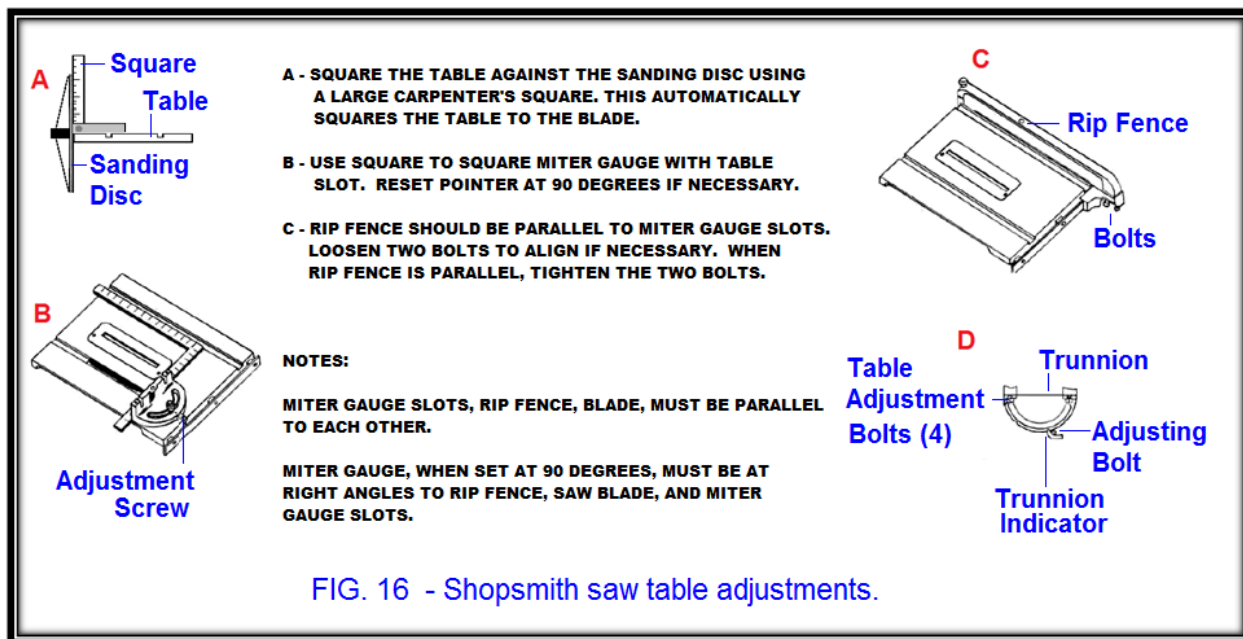 A
Square
Table
Sanding
Disc
A - SQUARE THE TABLE AGAINST THE SANDING DISC USING
A LARGE CARPENTER'S SQUARE. THIS AUTOMATICALLY
SQUARES THE TABLE TO THE BLADE.
B - USE SQUARE TO SQUARE MITER GAUGE WITH TABLE
SLOT. RESET POINTER AT 90 DEGREES IF NECESSARY.
C - RIP FENCE SHOULD BE PARALLEL TO MITER GAUGE SLOTS.
LOOSEN TWO BOLTS TO ALIGN IF NECESSARY. WHEN
RIP FENCE IS PARALLEL, TIGHTEN THE TWO BOLTS.
C
Rip Fence
Bolts
B
Adjustment
Screw
NOTES:
MITER GAUGE SLOTS, RIP FENCE, BLADE, MUST BE PARALLEL
TO EACH OTHER.
MITER GAUGE, WHEN SET AT 90 DEGREES, MUST BE AT
RIGHT ANGLES TO RIP FENCE, SAW BLADE, AND MITER
GAUGE SLOTS.
D
Table
Adjustment
Bolts (4)
Trunnion
Adjusting
Bolt
Trunnion
Indicator
FIG. 16 - Shopsmith saw table adjustments.